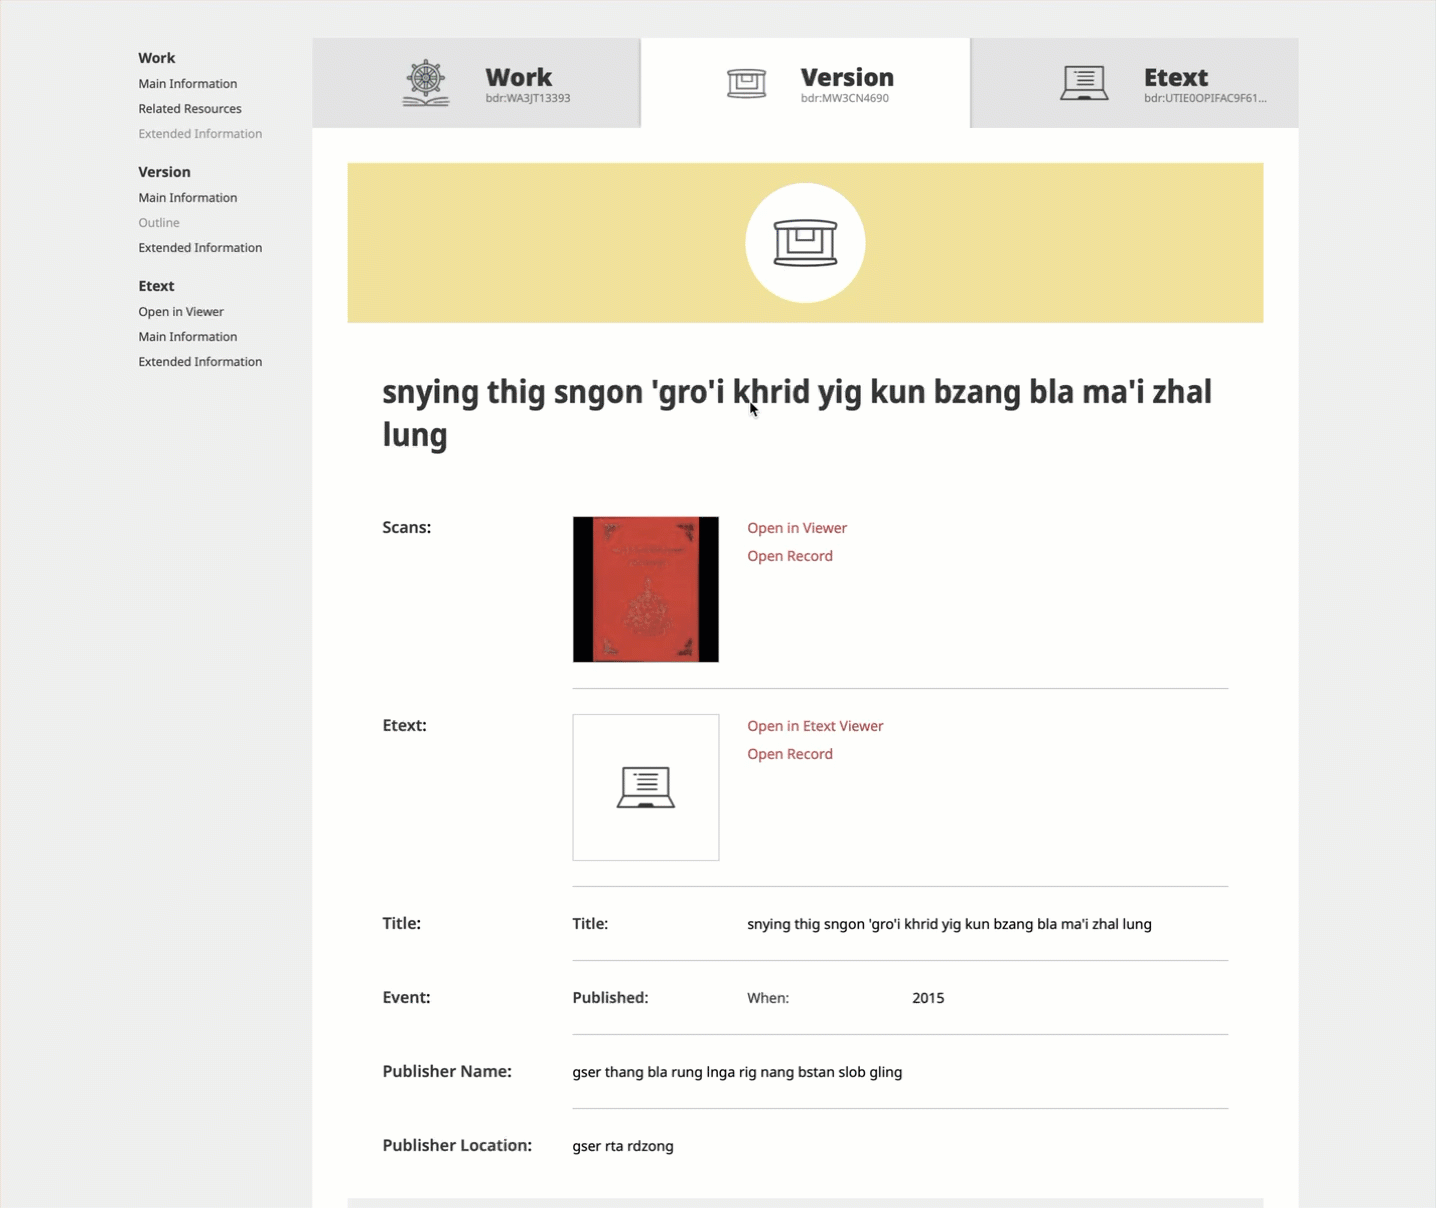 Work
Main Information
Related Resources
Extended Information
Version
Main Information
Outline
Extended Information
Etext
Open in Viewer
Main Information
Extended Information
Work
bdr:WA3JT13393
Version
bdr:MW3CN4690
Etext
bdr:UTIE0OPIFAC9F61...
snying thig sngon 'gro'i khrid yig kun bzang bla ma'i zhal
lung
Scans:
Open in Viewer
Open Record
Etext:
Open in Etext Viewer
Open Record
Title: Title: snying thig sngon 'gro'i khrid yig kun bzang bla ma'i zhal lung
Event: Published: When: 2015
Publisher Name: gser thang bla rung lnga rig nang bstan slob gling
Publisher Location: gser rta rdzong